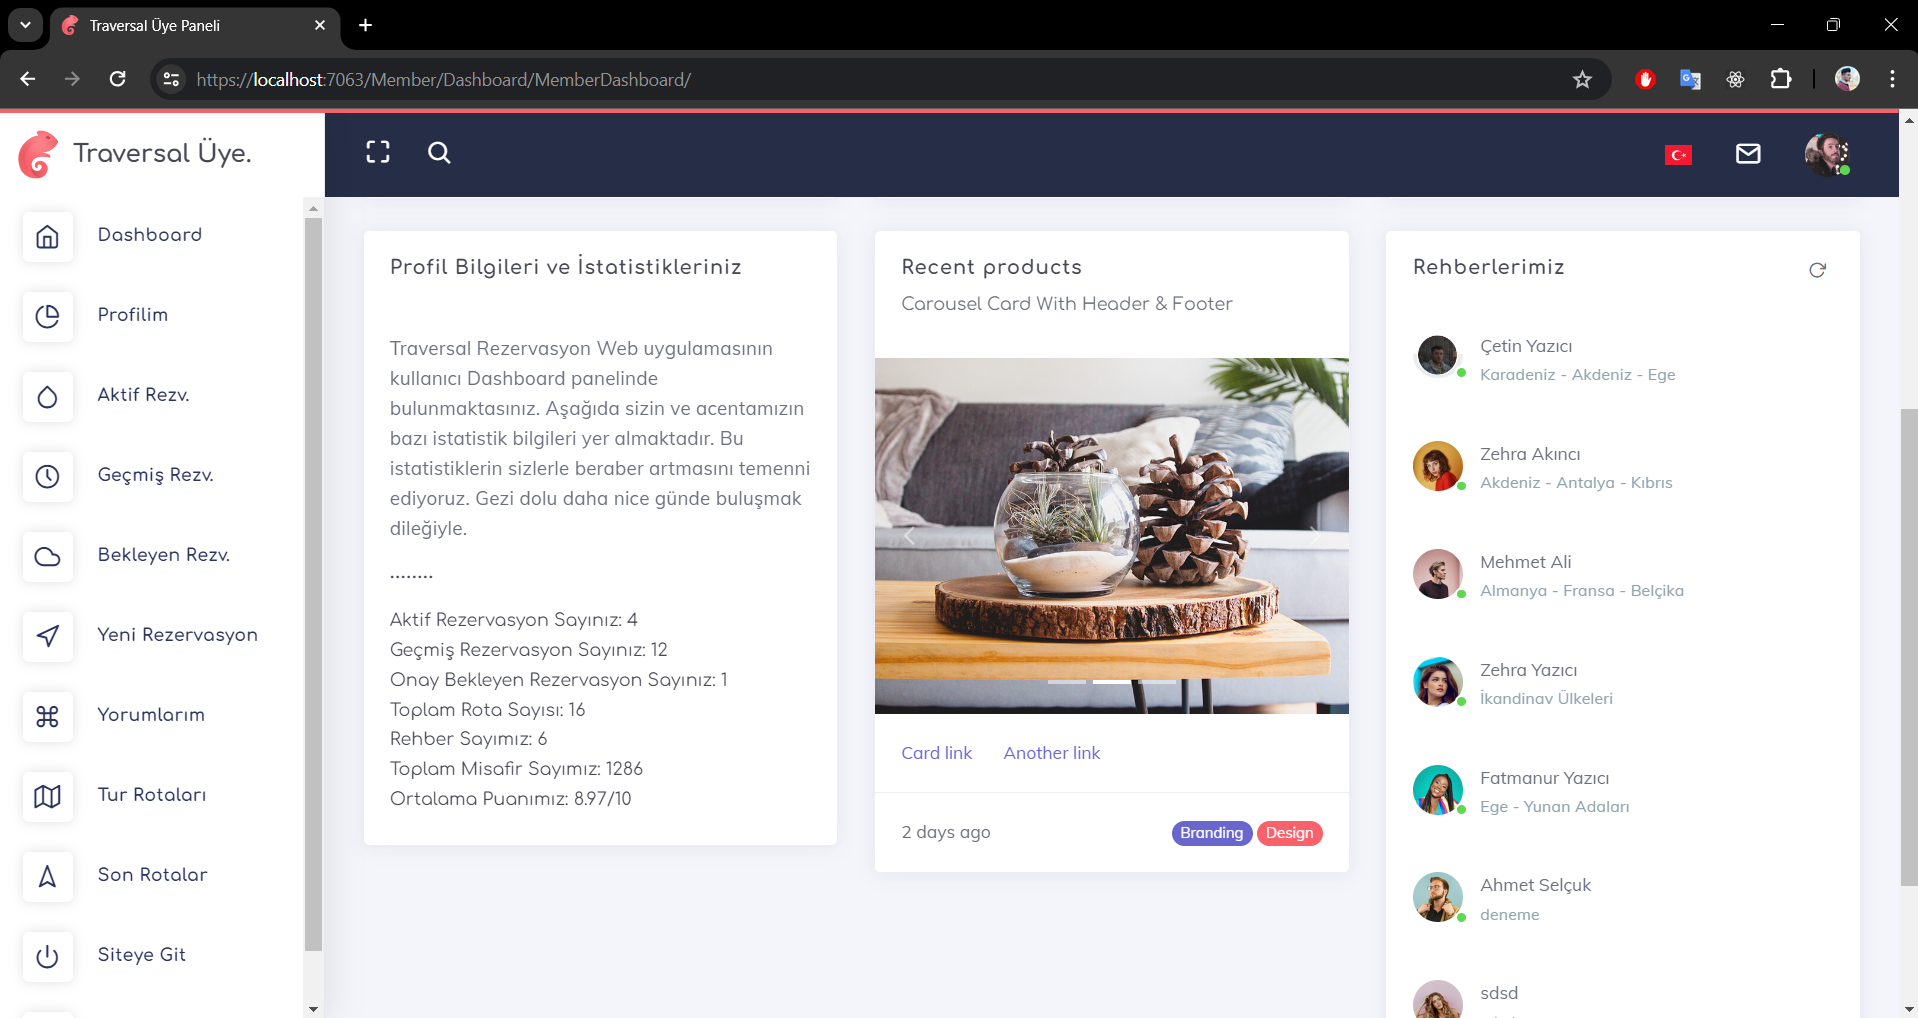 Traversal Üye Paneli
https://localhost:7063/Member/Dashboard/MemberDashboard/
Traversal Üye.
Dashboard
Profilim
Aktif Rezv.
Geçmiş Rezv.
Bekleyen Rezv.
Yeni Rezervasyon
Yorumlarım
Tur Rotaları
Son Rotalar
Siteye Git
Profil Bilgileri ve İstatistikleriniz
Traversal Rezervasyon Web uygulamasının
kullanıcı Dashboard panelinde
bulunmaktasınız. Aşağıda sizin ve acentamızın
bazı istatistik bilgileri yer almaktadır. Bu
istatistiklerin sizlerle beraber artmasını temenni
ediyoruz. Gezi dolu daha nice günde buluşmak
dileğiyle.
........
Aktif Rezervasyon Sayınız: 4
Geçmiş Rezervasyon Sayınız: 12
Onay Bekleyen Rezervasyon Sayınız: 1
Toplam Rota Sayısı: 16
Rehber Sayımız: 6
Toplam Misafir Sayımız: 1286
Ortalama Puanımız: 8.97/10
Recent products
Carousel Card With Header & Footer
Card link Another link
2 days ago Branding Design
Rehberlerimiz
Çetin Yazıcı
Karadeniz - Akdeniz - Ege
Zehra Akıncı
Akdeniz - Antalya - Kıbrıs
Mehmet Ali
Almanya - Fransa - Belçika
Zehra Yazıcı
İkandinav Ülkeleri
Fatmanur Yazıcı
Ege - Yunan Adaları
Ahmet Selçuk
deneme
sdsd